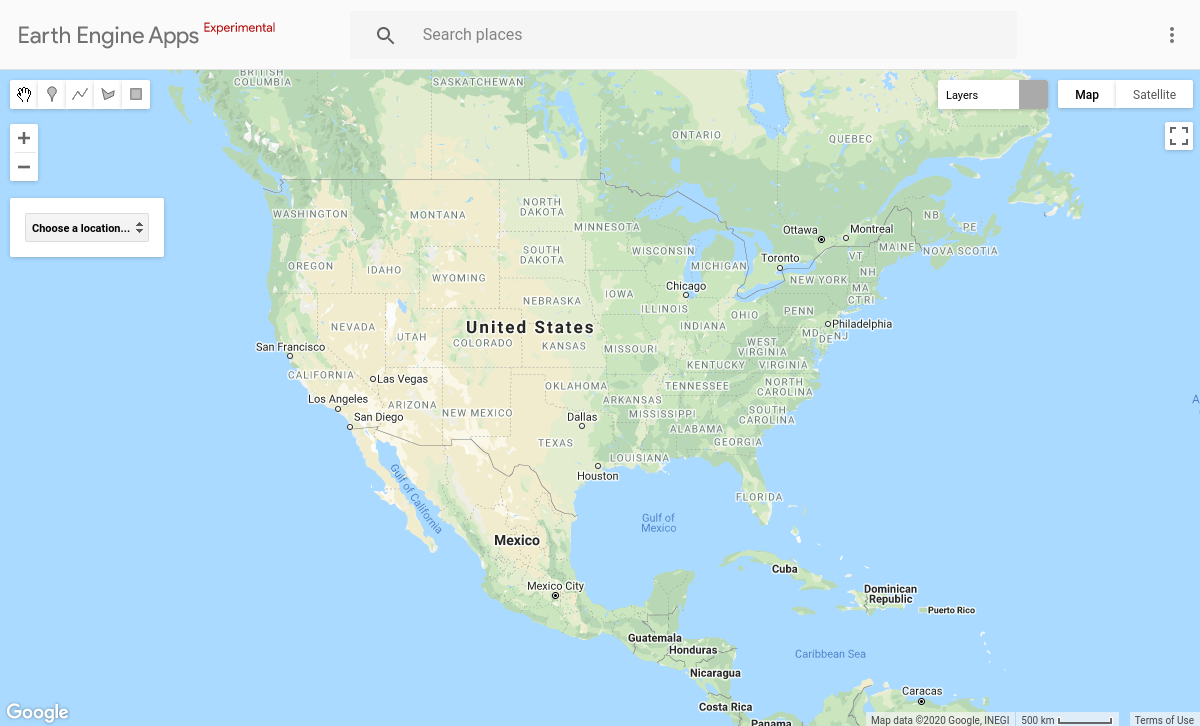 Earth Engine Apps Experimental
Search places
Layers
Map
Satellite
+
−
Choose a location...
BRITISH
COLUMBIA
SASKATCHEWAN
ONTARIO
QUEBEC
WASHINGTON
MONTANA
NORTH
DAKOTA
MINNESOTA
Ottawa
Montreal
NB
PE
MAINE
NOVA SCOTIA
OREGON
IDAHO
WYOMING
SOUTH
DAKOTA
WISCONSIN
MICHIGAN
Toronto
VT
NH
NEW YORK
MA
CT
RI
Chicago
IOWA
NEBRASKA
ILLINOIS
INDIANA
OHIO
PENN
Philadelphia
MD
DE
NJ
NEVADA
UTAH
COLORADO
United States
KANSAS
MISSOURI
WEST
VIRGINIA
KENTUCKY
VIRGINIA
San Francisco
CALIFORNIA
Las Vegas
OKLAHOMA
TENNESSEE
NORTH
CAROLINA
Los Angeles
ARIZONA
NEW MEXICO
ARKANSAS
MISSISSIPPI
SOUTH
CAROLINA
San Diego
Dallas
ALABAMA
GEORGIA
TEXAS
LOUISIANA
Houston
FLORIDA
Gulf of California
Gulf of
Mexico
Mexico
Mexico City
Cuba
Dominican
Republic
Puerto Rico
Guatemala
Honduras
Nicaragua
Caribbean Sea
Costa Rica
Caracas
Panama
A
Google
Map data ©2020 Google, INEGI
500 km
Terms of Use